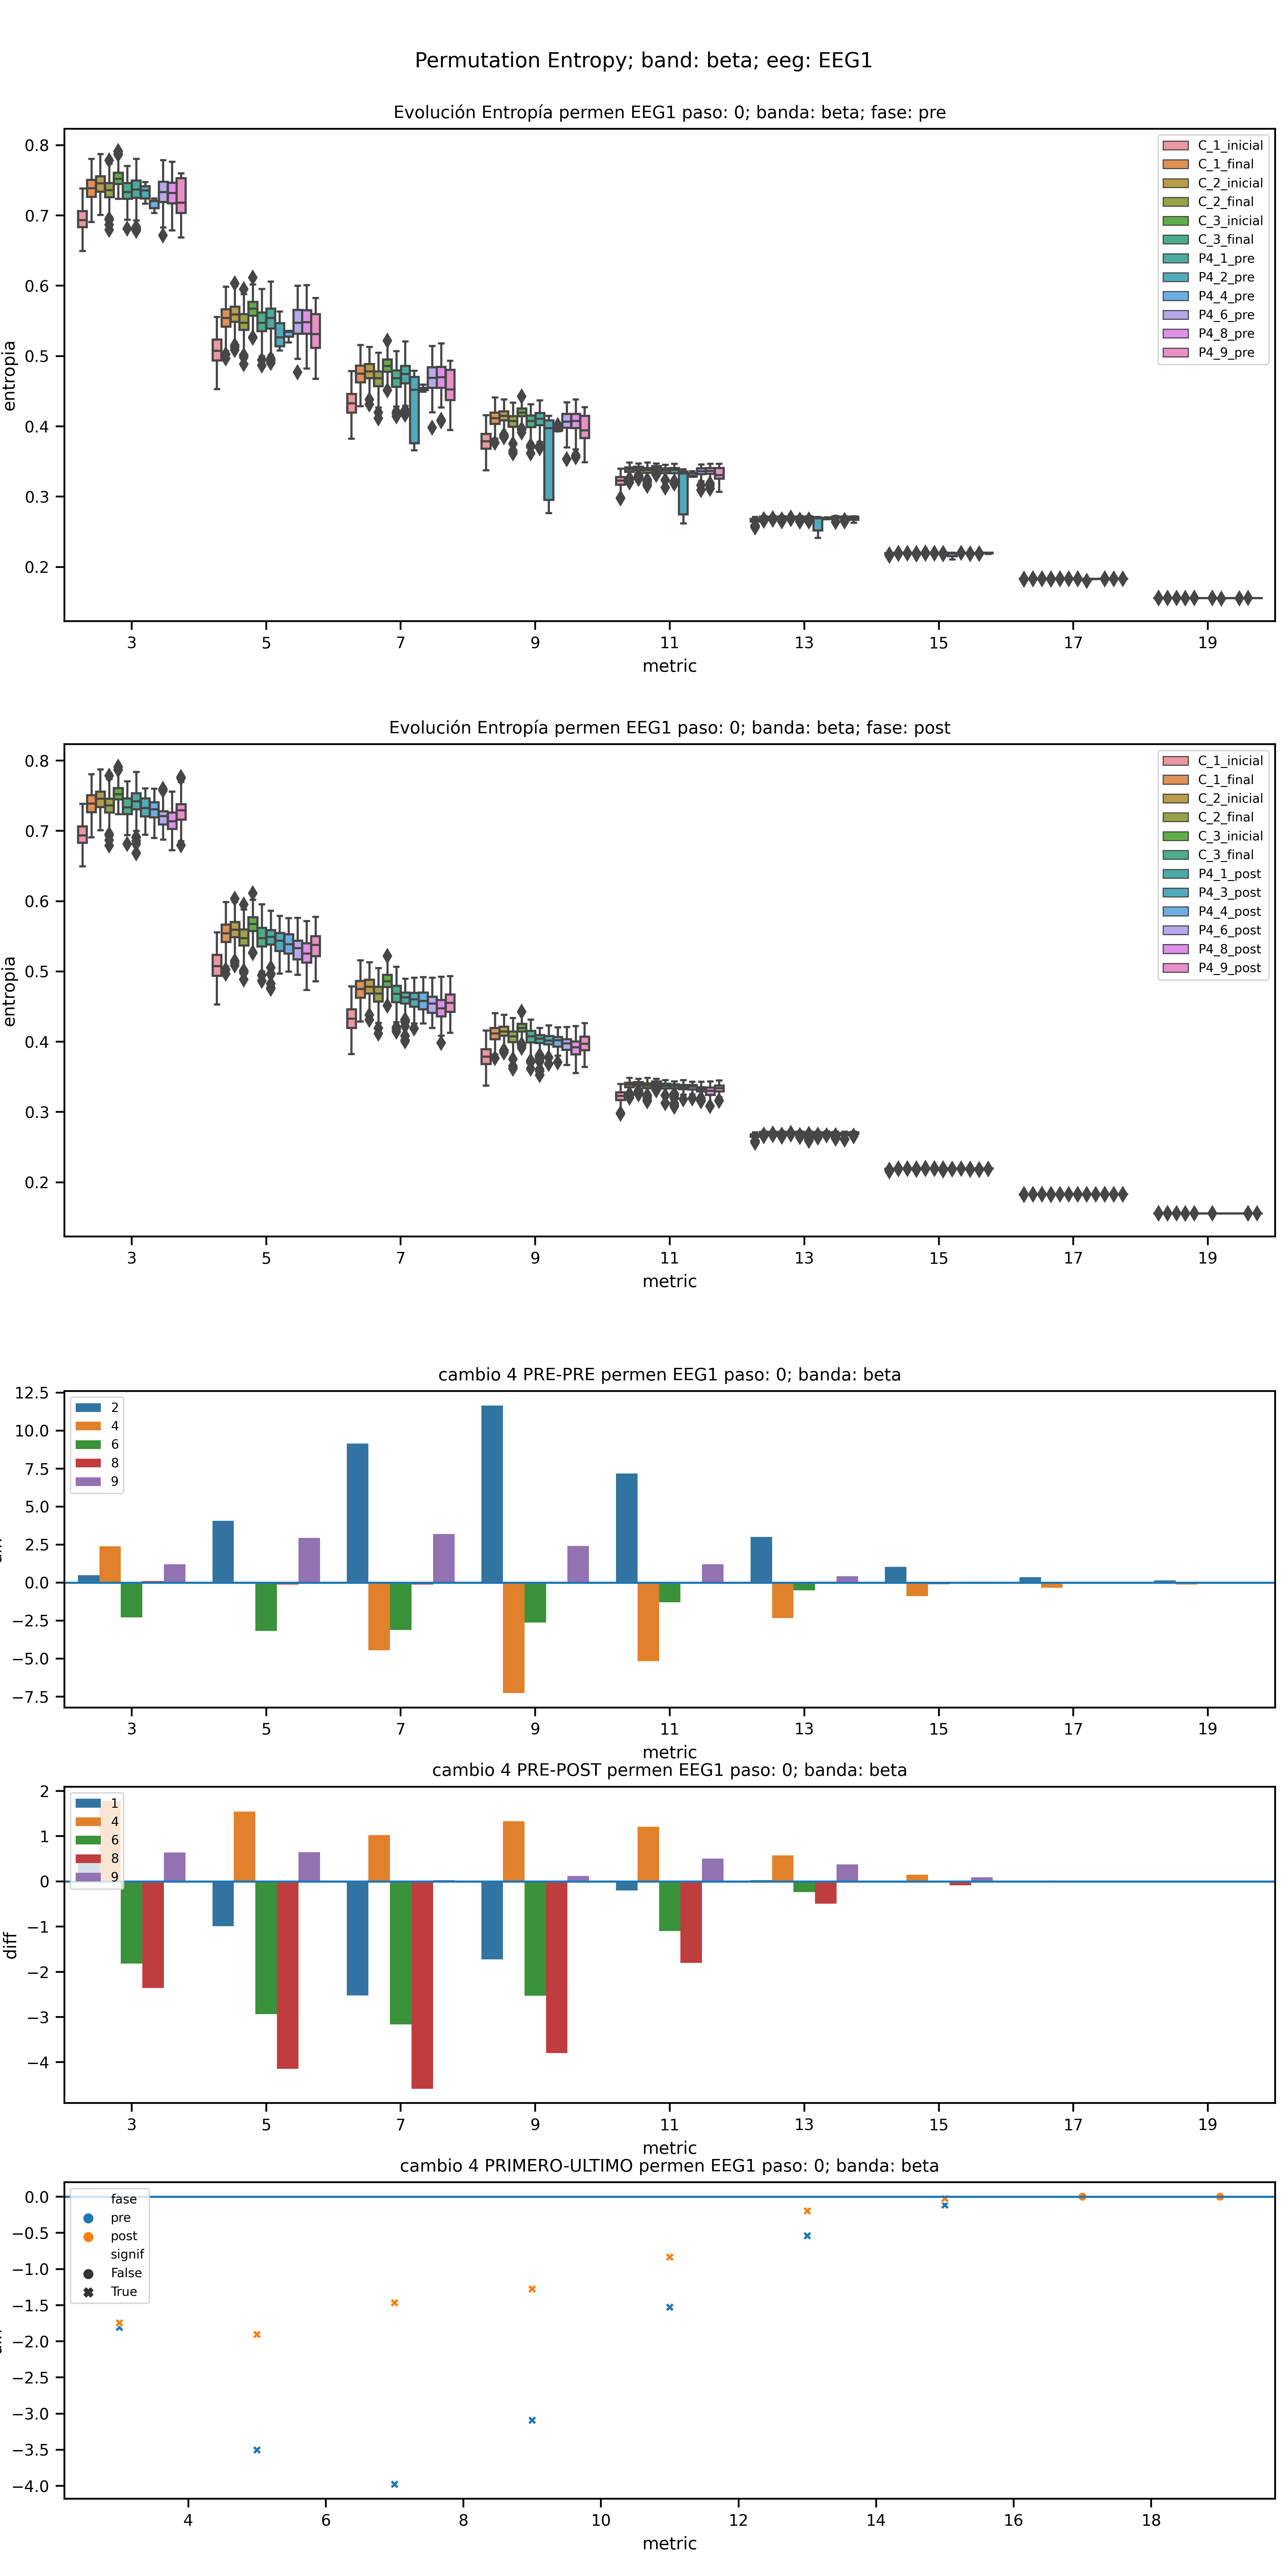 Permutation Entropy; band: beta; eeg: EEG1
Evolución Entropía permen EEG1 paso: 0; banda: beta; fase: pre
entropia
0.8
0.7
0.6
0.5
0.4
0.3
0.2
C_1_inicial
C_1_final
C_2_inicial
C_2_final
C_3_inicial
C_3_final
P4_1_pre
P4_2_pre
P4_4_pre
P4_6_pre
P4_8_pre
P4_9_pre
3 5 7 9 11 13 15 17 19
metric
Evolución Entropía permen EEG1 paso: 0; banda: beta; fase: post
entropia
0.8
0.7
0.6
0.5
0.4
0.3
0.2
C_1_inicial
C_1_final
C_2_inicial
C_2_final
C_3_inicial
C_3_final
P4_1_post
P4_3_post
P4_4_post
P4_6_post
P4_8_post
P4_9_post
3 5 7 9 11 13 15 17 19
metric
cambio 4 PRE-PRE permen EEG1 paso: 0; banda: beta
12.5
10.0
7.5
5.0
2.5
0.0
−2.5
−5.0
−7.5
2
4
6
8
9
3 5 7 9 11 13 15 17 19
metric
cambio 4 PRE-POST permen EEG1 paso: 0; banda: beta
diff
2
1
0
−1
−2
−3
−4
1
4
6
8
9
3 5 7 9 11 13 15 17 19
metric
cambio 4 PRIMERO-ULTIMO permen EEG1 paso: 0; banda: beta
0.0
−0.5
−1.0
−1.5
−2.0
−2.5
−3.0
−3.5
−4.0
fase
pre
post
signif
False
True
4 6 8 10 12 14 16 18
metric